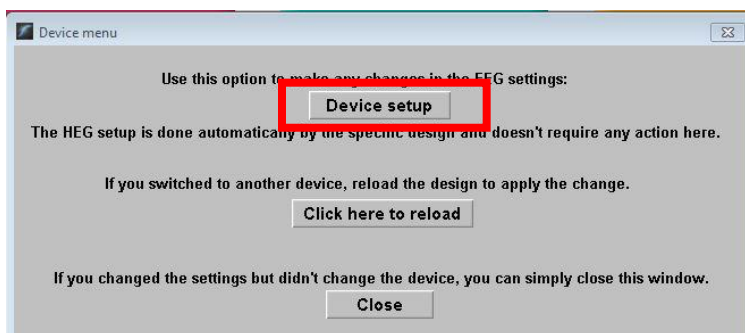 Device menu
Use this option to make any changes in the EEG settings:
Device setup
The HEG setup is done automatically by the specific design and doesn't require any action here.
If you switched to another device, reload the design to apply the change.
Click here to reload
If you changed the settings but didn't change the device, you can simply close this window.
Close